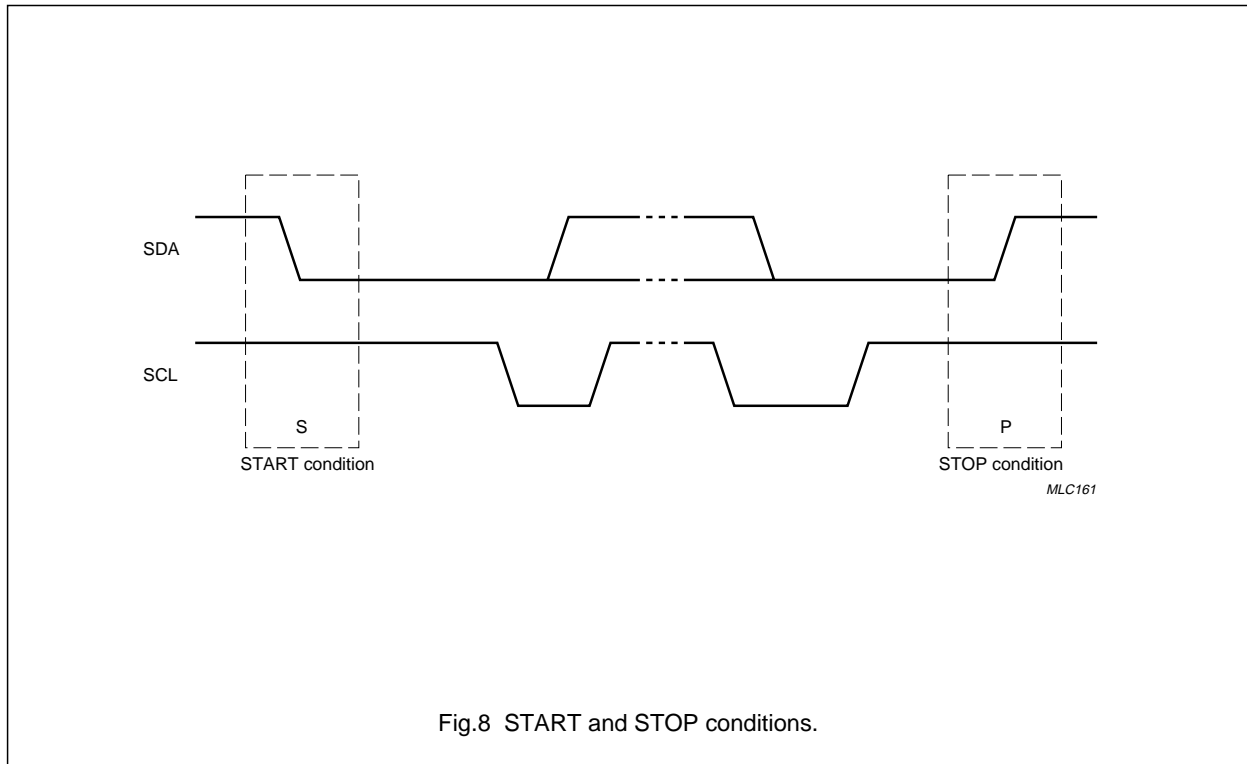 SDA
SCL
S
P
START condition
STOP condition
MLC161
Fig.8 START and STOP conditions.